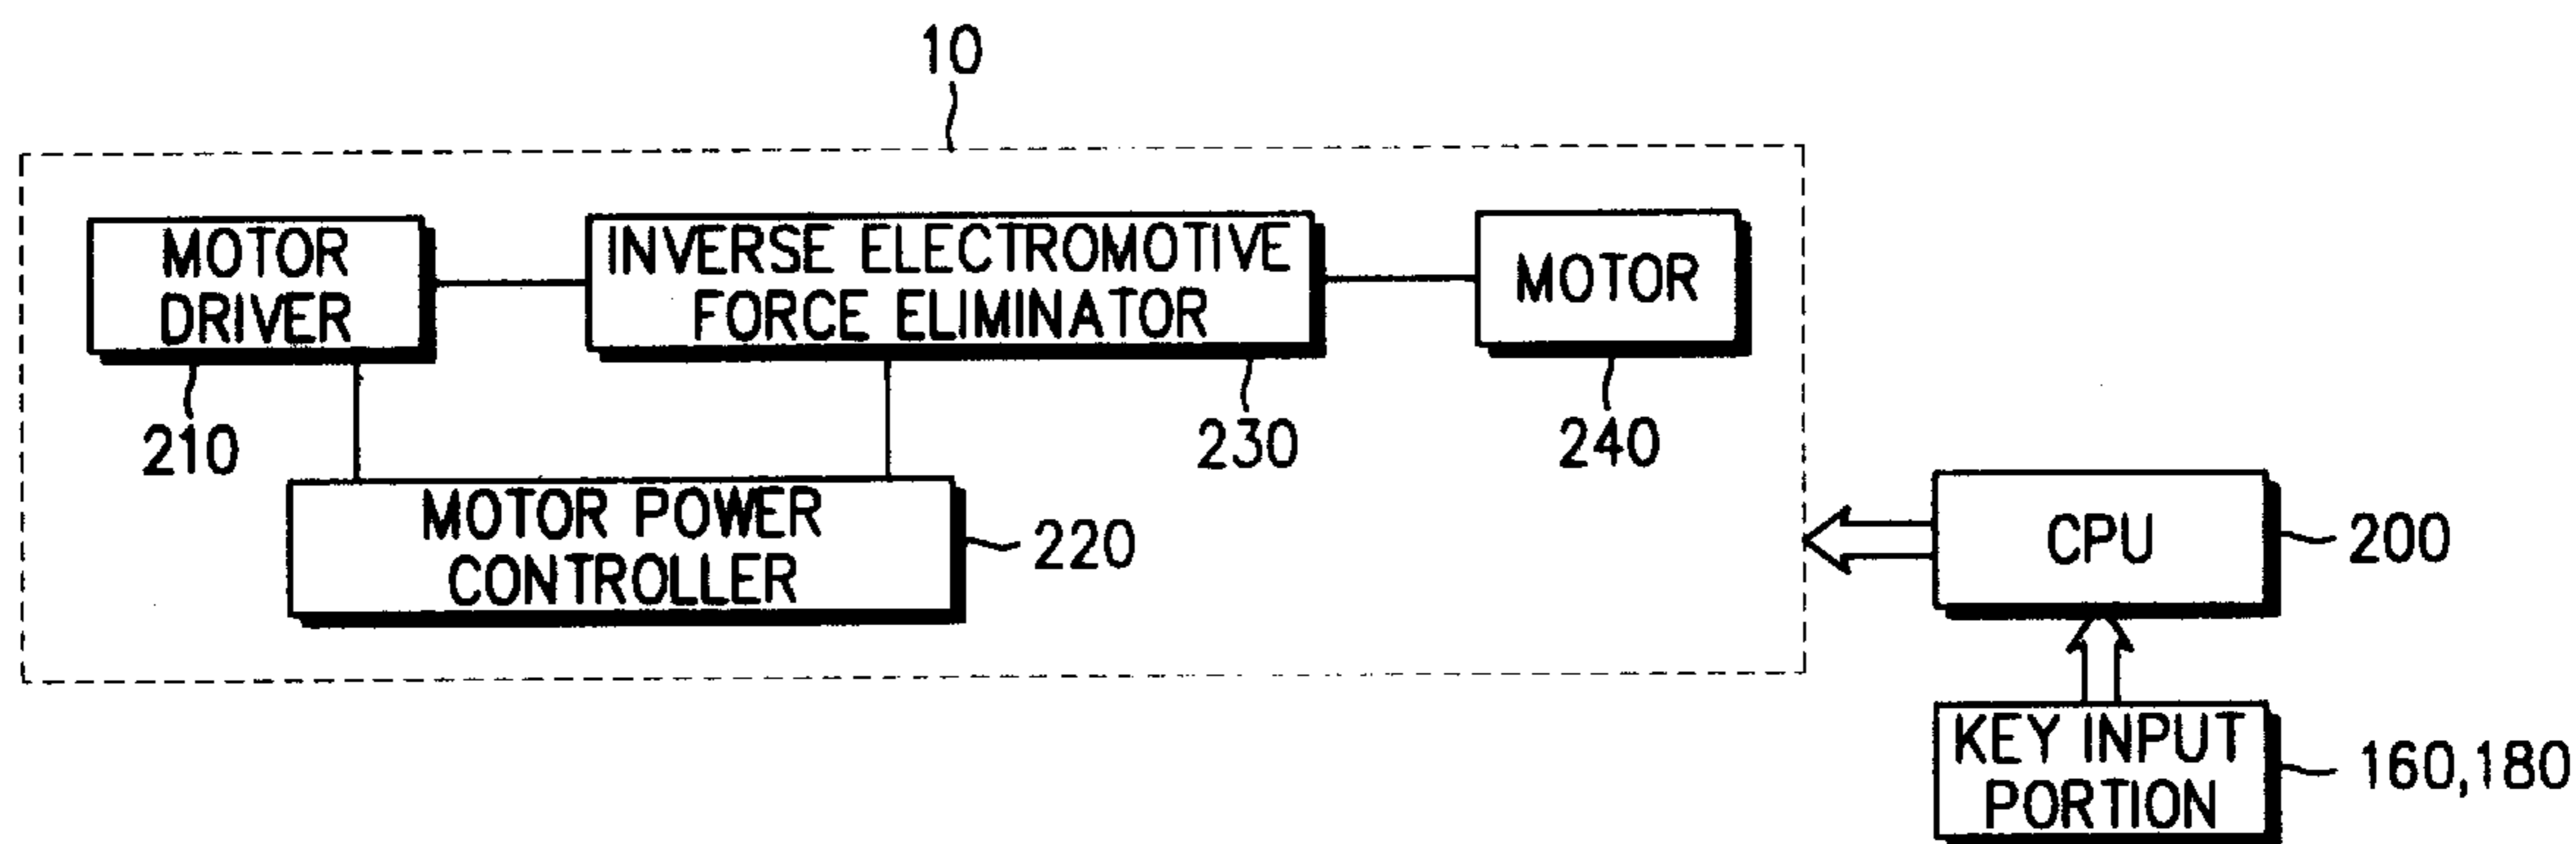 10
MOTOR
DRIVER
INVERSE ELECTROMOTIVE
FORCE ELIMINATOR
MOTOR
210
230
240
MOTOR POWER
CONTROLLER
220
CPU
200
KEY INPUT
PORTION
160,180